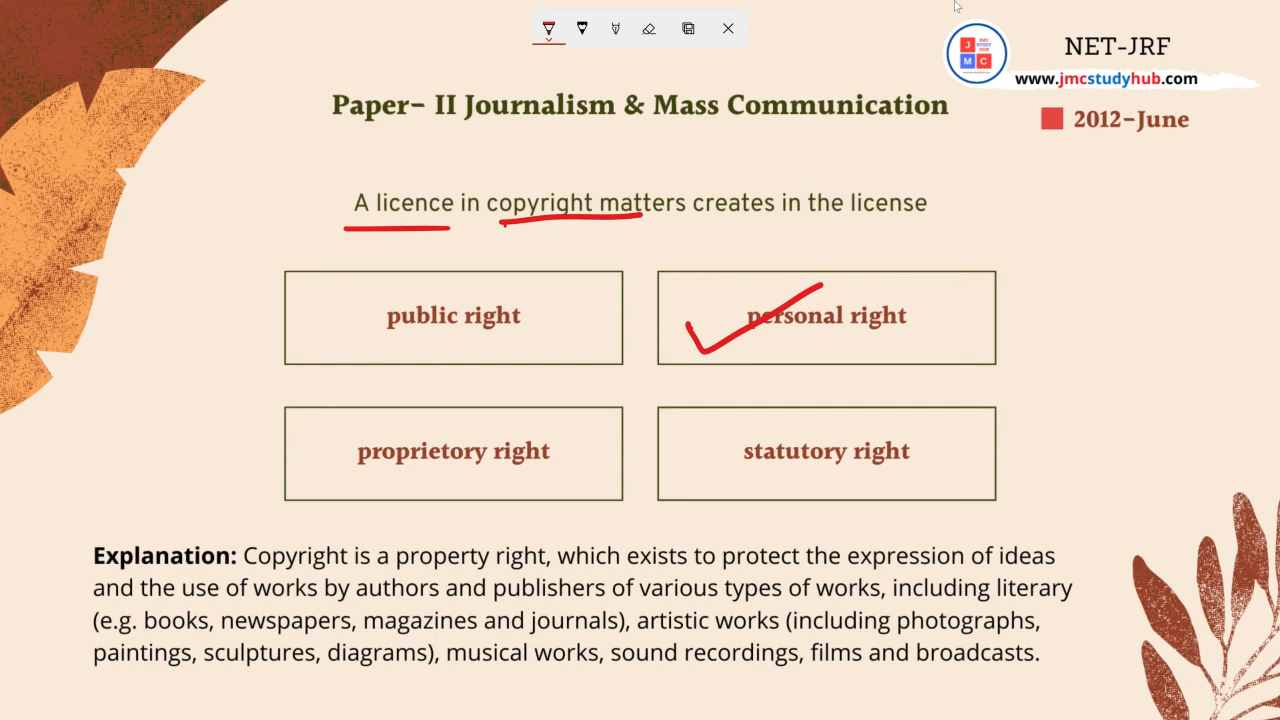 NET-JRF
J M C
www.jmcstudyhub.com
Paper- II Journalism & Mass Communication
2012-June
A licence in copyright matters creates in the license
public right
personal right
proprietory right
statutory right
Explanation: Copyright is a property right, which exists to protect the expression of ideas
and the use of works by authors and publishers of various types of works, including literary
(e.g. books, newspapers, magazines and journals), artistic works (including photographs,
paintings, sculptures, diagrams), musical works, sound recordings, films and broadcasts.